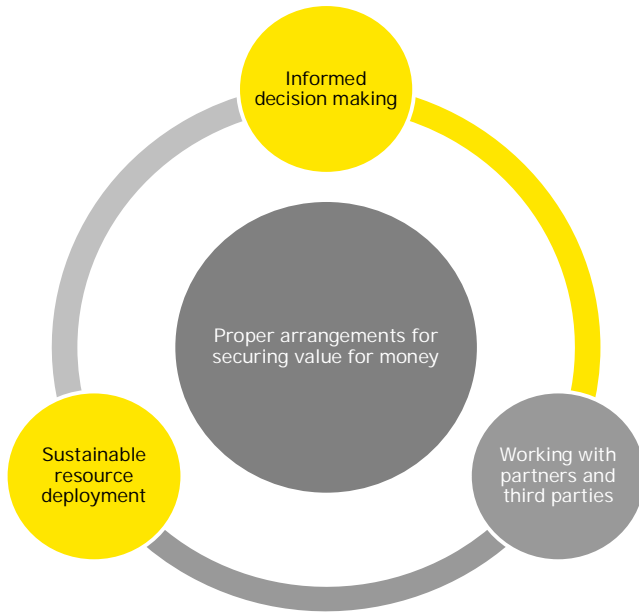 Informed
decision making
Proper arrangements for
securing value for money
Sustainable
resource
deployment
Working with
partners and
third parties